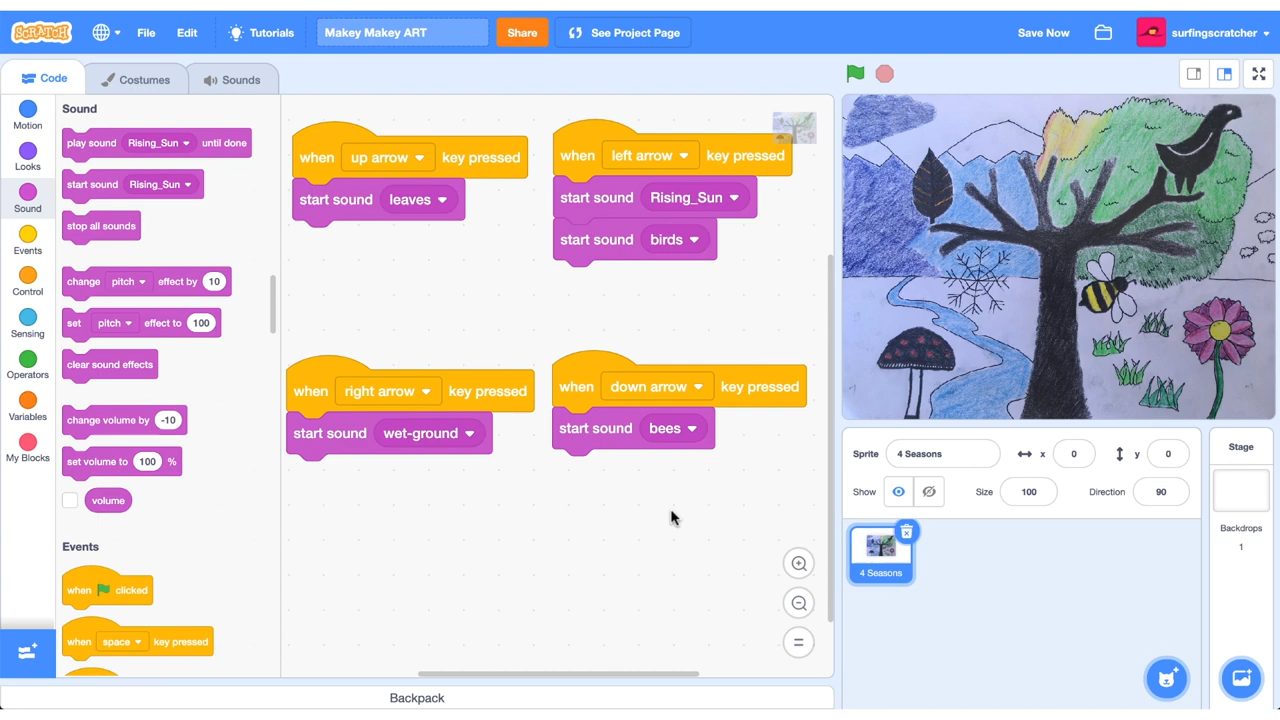 SCRATCH
File
Edit
Tutorials
Makey Makey ART
Share
See Project Page
Save Now
surfingscratcher
Code
Costumes
Sounds
Motion
Looks
Sound
Events
Control
Sensing
Operators
Variables
My Blocks
Sound
play sound Rising_Sun until done
start sound Rising_Sun
stop all sounds
change pitch effect by 10
set pitch effect to 100
clear sound effects
change volume by -10
set volume to 100 %
volume
Events
when clicked
when space key pressed
when up arrow key pressed
start sound leaves
when left arrow key pressed
start sound Rising_Sun
start sound birds
when right arrow key pressed
start sound wet-ground
when down arrow key pressed
start sound bees
Backpack
Sprite 4 Seasons x 0 y 0
Show Size 100 Direction 90
4 Seasons
Stage
Backdrops
1